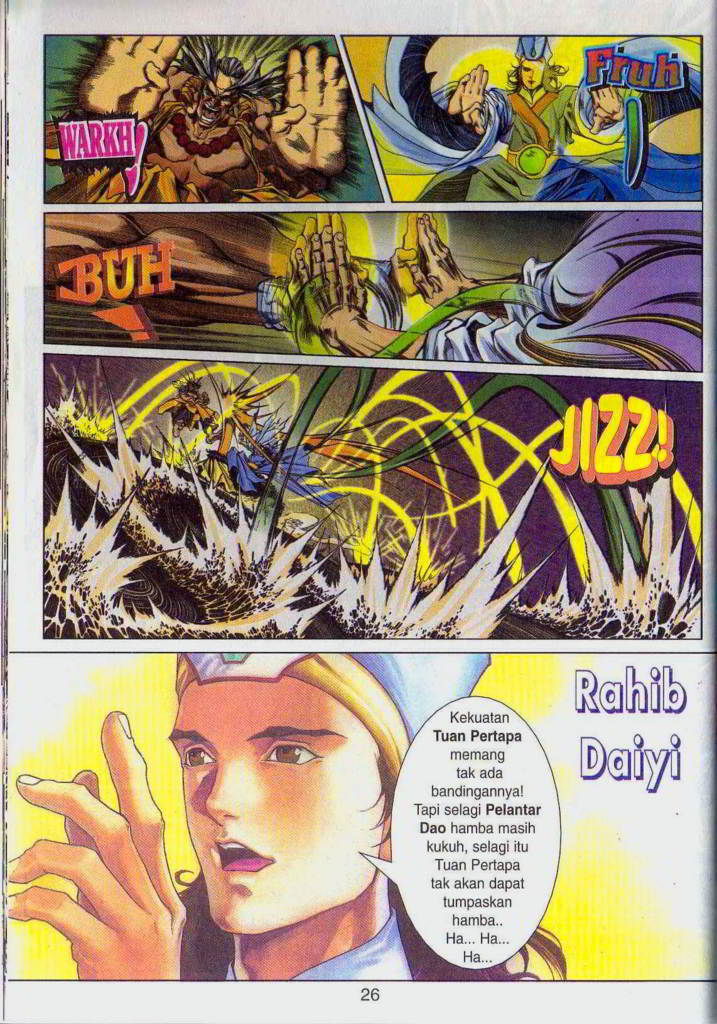 WARKH!
Fruh!
BUH
JIZZ!
Rahib
Daiyi
Kekuatan
Tuan Pertapa
memang
tak ada
bandingannya!
Tapi selagi Pelantar
Dao hamba masih
kukuh, selagi itu
Tuan Pertapa
tak akan dapat
tumpaskan
hamba..
Ha... Ha...
Ha...
26